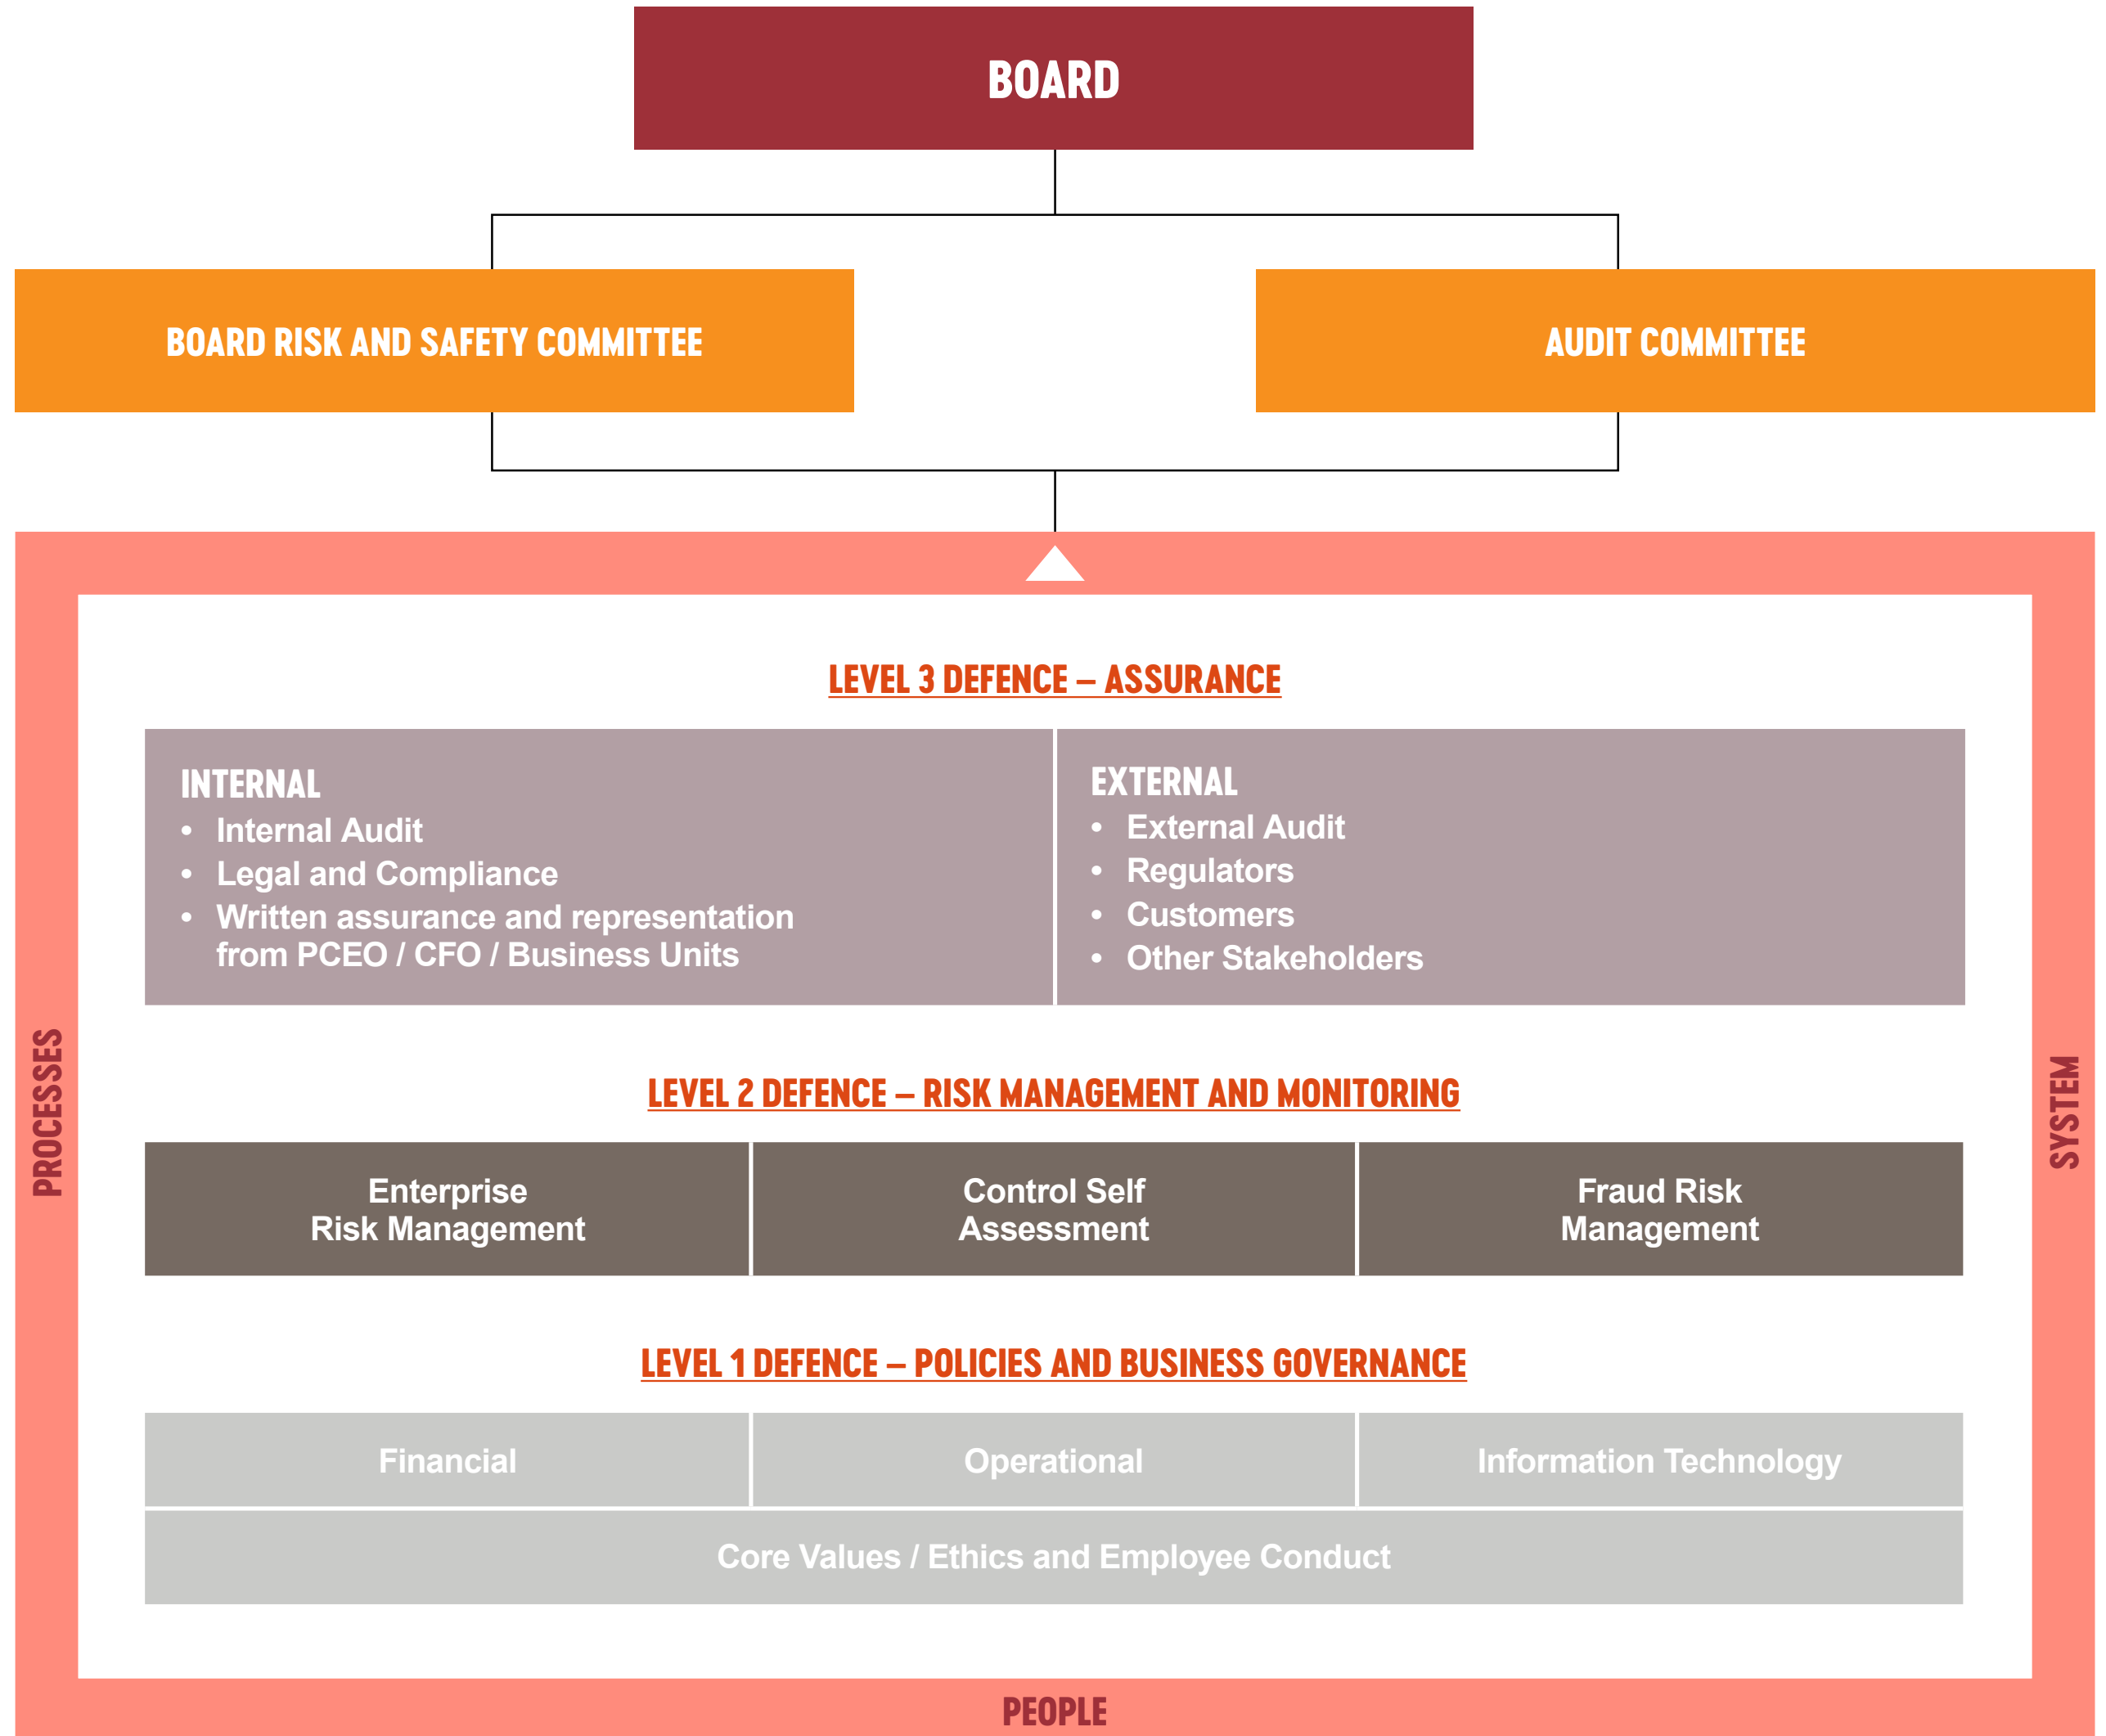 BOARD
BOARD RISK AND SAFETY COMMITTEE
AUDIT COMMITTEE
LEVEL 3 DEFENCE – ASSURANCE
INTERNAL
• Internal Audit
• Legal and Compliance
• Written assurance and representation
from PCEO / CFO / Business Units
EXTERNAL
• External Audit
• Regulators
• Customers
• Other Stakeholders
PROCESSES
SYSTEM
LEVEL 2 DEFENCE – RISK MANAGEMENT AND MONITORING
Enterprise
Risk Management
Control Self
Assessment
Fraud Risk
Management
LEVEL 1 DEFENCE – POLICIES AND BUSINESS GOVERNANCE
Financial
Operational
Information Technology
Core Values / Ethics and Employee Conduct
PEOPLE